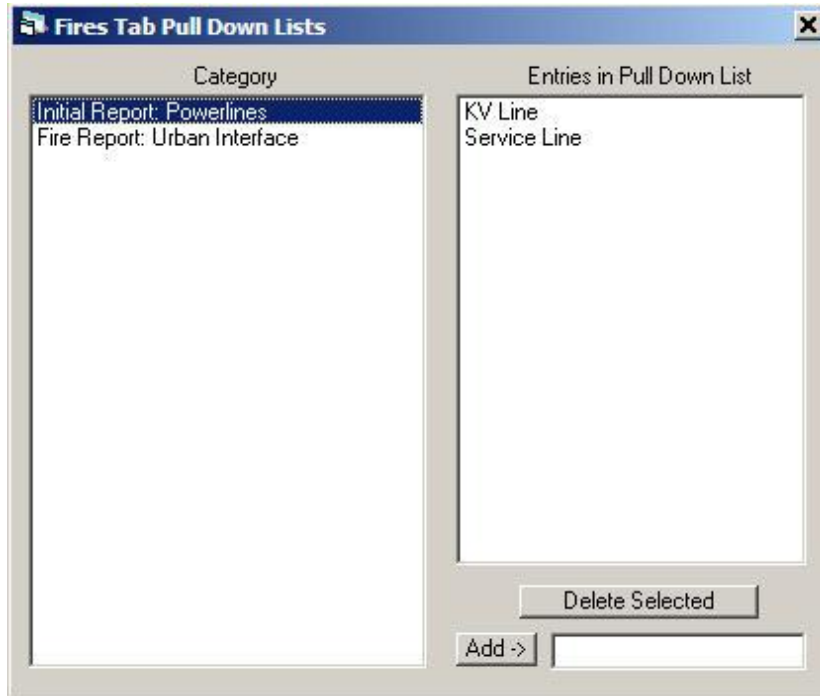 Fires Tab Pull Down Lists
Category
Entries in Pull Down List
Initial Report: Powerlines
Fire Report: Urban Interface
KV Line
Service Line
Delete Selected
Add ->